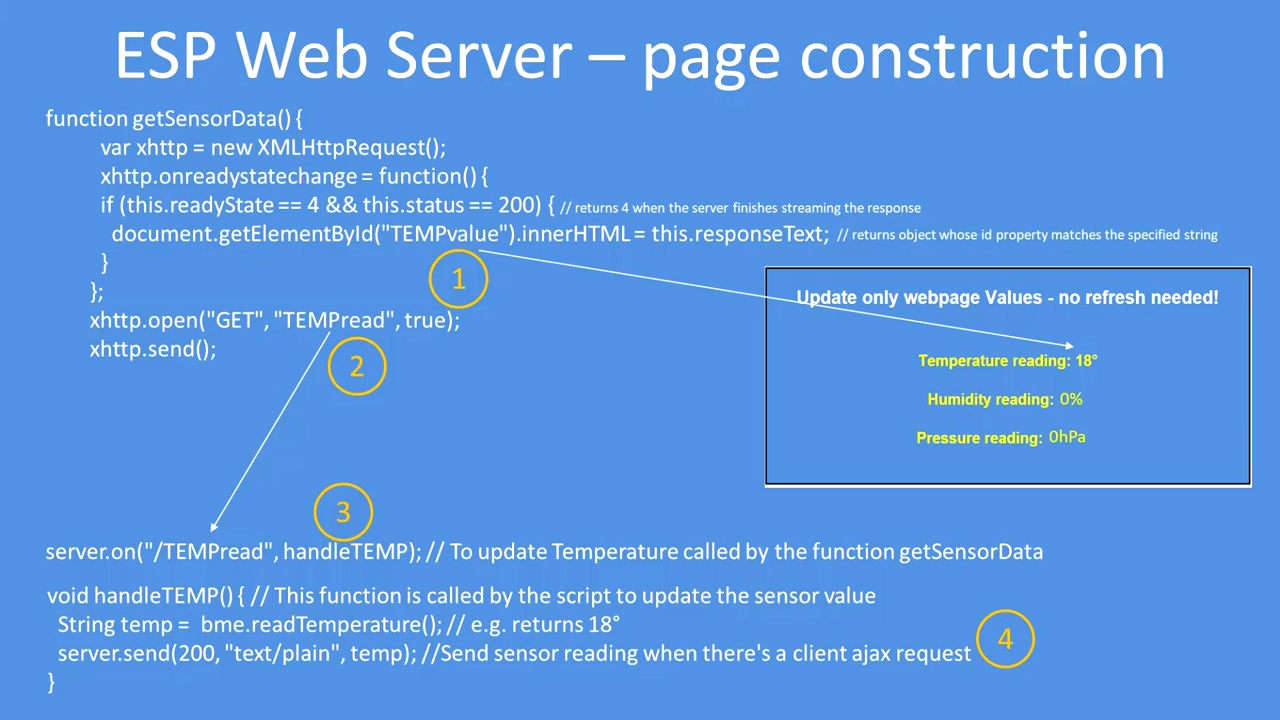 ESP Web Server – page construction
function getSensorData() {
var xhttp = new XMLHttpRequest();
xhttp.onreadystatechange = function() {
if (this.readyState == 4 && this.status == 200) { // returns 4 when the server finishes streaming the response
document.getElementById("TEMPvalue").innerHTML = this.responseText; // returns object whose id property matches the specified string
}
1
};
xhttp.open("GET", "TEMPread", true);
xhttp.send();
2
Update only webpage Values - no refresh needed!
Temperature reading: 18°
Humidity reading: 0%
Pressure reading: 0hPa
3
server.on("/TEMPread", handleTEMP); // To update Temperature called by the function getSensorData
void handleTEMP() { // This function is called by the script to update the sensor value
String temp = bme.readTemperature(); // e.g. returns 18°
server.send(200, "text/plain", temp); //Send sensor reading when there's a client ajax request
4
}